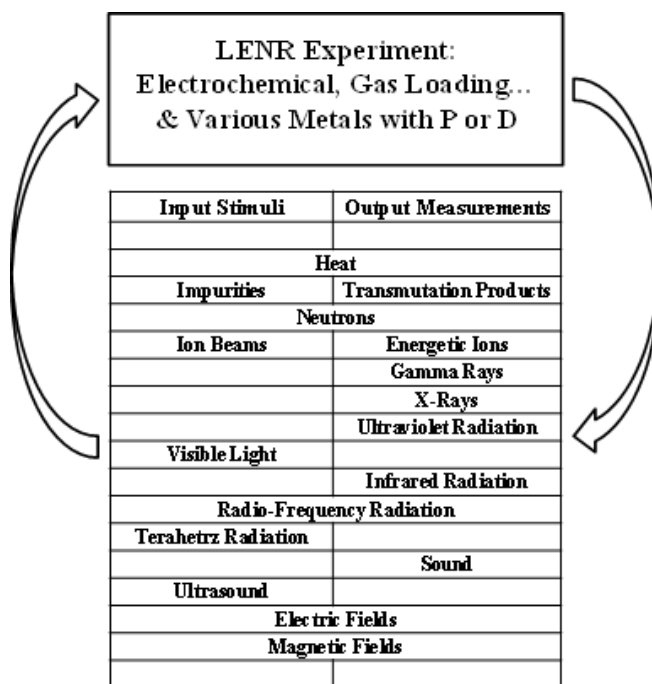 LENR Experiment:
Electrochemical, Gas Loading...
& Various Metals with P or D
Input Stimuli Output Measurements
Heat
Impurities Transmutation Products
Neutrons
Ion Beams Energetic Ions
Gamma Rays
X-Rays
Ultraviolet Radiation
Visible Light
Infrared Radiation
Radio-Frequency Radiation
Terahetrz Radiation
Sound
Ultrasound
Electric Fields
Magnetic Fields